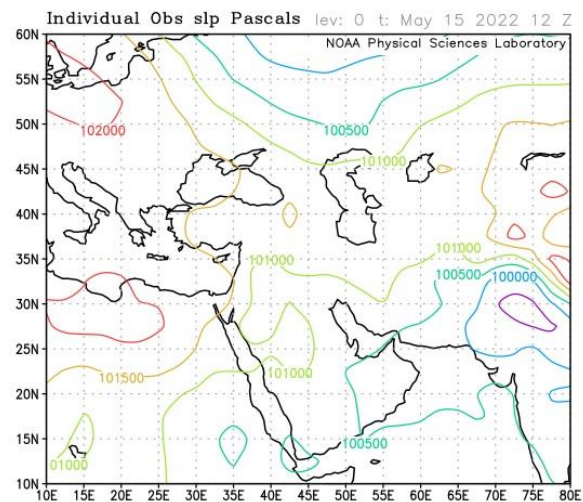 Individual Obs slp Pascals lev: 0 t: May 15 2022 12 Z
NOAA Physical Sciences Laboratory
60N
55N
50N
45N
40N
35N
30N
25N
20N
15N
10N
102000
100500
101000
101000
101000
100500
100000
101000
101500
100500
01000
10E 15E 20E 25E 30E 35E 40E 45E 50E 55E 60E 65E 70E 75E 80E